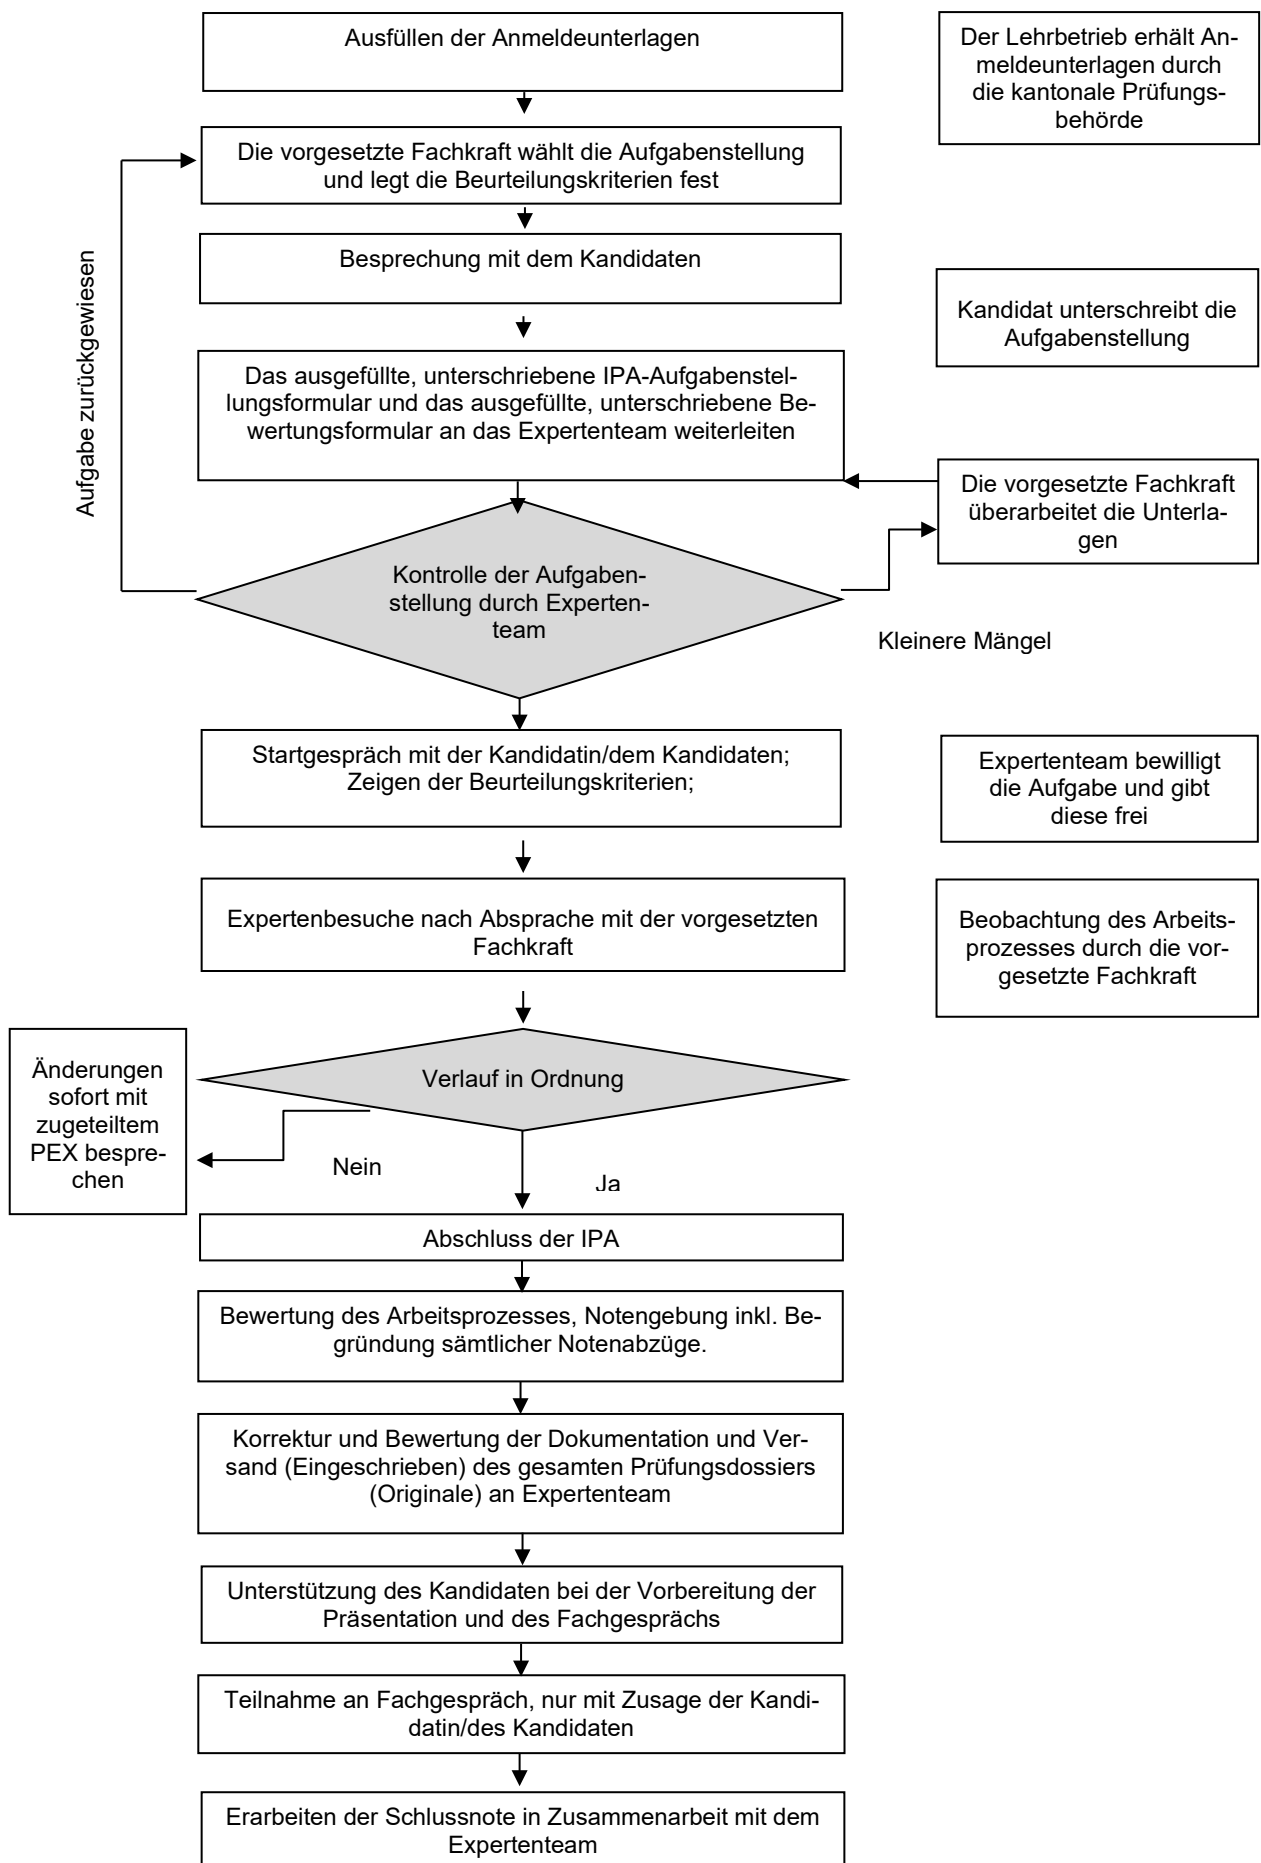 Ausfüllen der Anmeldeunterlagen
Der Lehrbetrieb erhält An-
meldeunterlagen durch
die kantonale Prüfungs-
behörde
Die vorgesetzte Fachkraft wählt die Aufgabenstellung
und legt die Beurteilungskriterien fest
Besprechung mit dem Kandidaten
Kandidat unterschreibt die
Aufgabenstellung
Aufgabe zurückgewiesen
Das ausgefüllte, unterschriebene IPA-Aufgabenstel-
lungsformular und das ausgefüllte, unterschriebene Be-
wertungsformular an das Expertenteam weiterleiten
Die vorgesetzte Fachkraft
überarbeitet die Unterla-
gen
Kontrolle der Aufgaben-
stellung durch Experten-
team
Kleinere Mängel
Startgespräch mit der Kandidatin/dem Kandidaten;
Zeigen der Beurteilungskriterien;
Expertenteam bewilligt
die Aufgabe und gibt
diese frei
Expertenbesuche nach Absprache mit der vorgesetzten
Fachkraft
Beobachtung des Arbeits-
prozesses durch die vor-
gesetzte Fachkraft
Änderungen
sofort mit
zugeteiltem
PEX bespre-
chen
Verlauf in Ordnung
Nein
Ja
Abschluss der IPA
Bewertung des Arbeitsprozesses, Notengebung inkl. Be-
gründung sämtlicher Notenabzüge.
Korrektur und Bewertung der Dokumentation und Ver-
sand (Eingeschrieben) des gesamten Prüfungsdossiers
(Originale) an Expertenteam
Unterstützung des Kandidaten bei der Vorbereitung der
Präsentation und des Fachgesprächs
Teilnahme an Fachgespräch, nur mit Zusage der Kandi-
datin/des Kandidaten
Erarbeiten der Schlussnote in Zusammenarbeit mit dem
Expertenteam